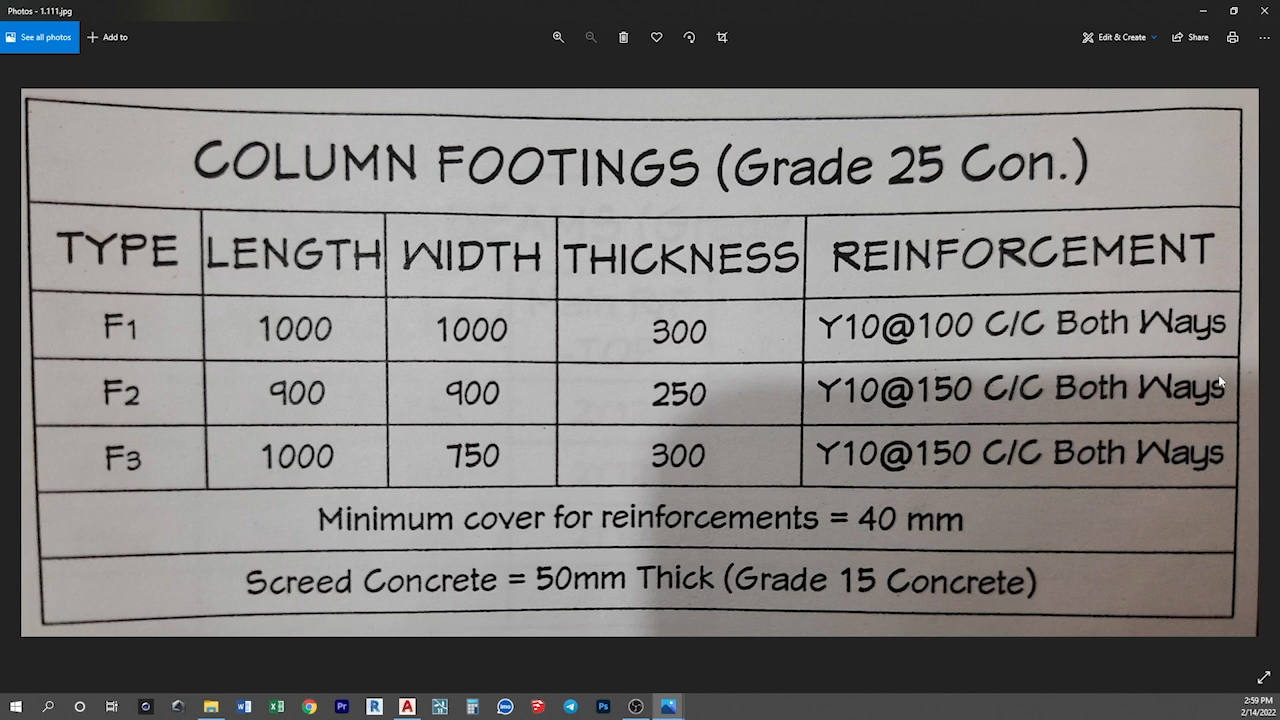 Photos - 1.111.jpg
See all photos
Add to
Edit & Create
Share
COLUMN FOOTINGS (Grade 25 Con.)
TYPE LENGTH WIDTH THICKNESS REINFORCEMENT
F1 1000 1000 300 Y10@100 C/C Both Ways
F2 900 900 250 Y10@150 C/C Both Ways
F3 1000 750 300 Y10@150 C/C Both Ways
Minimum cover for reinforcements = 40 mm
Screed Concrete = 50mm Thick (Grade 15 Concrete)
2:59 PM
2/14/2022